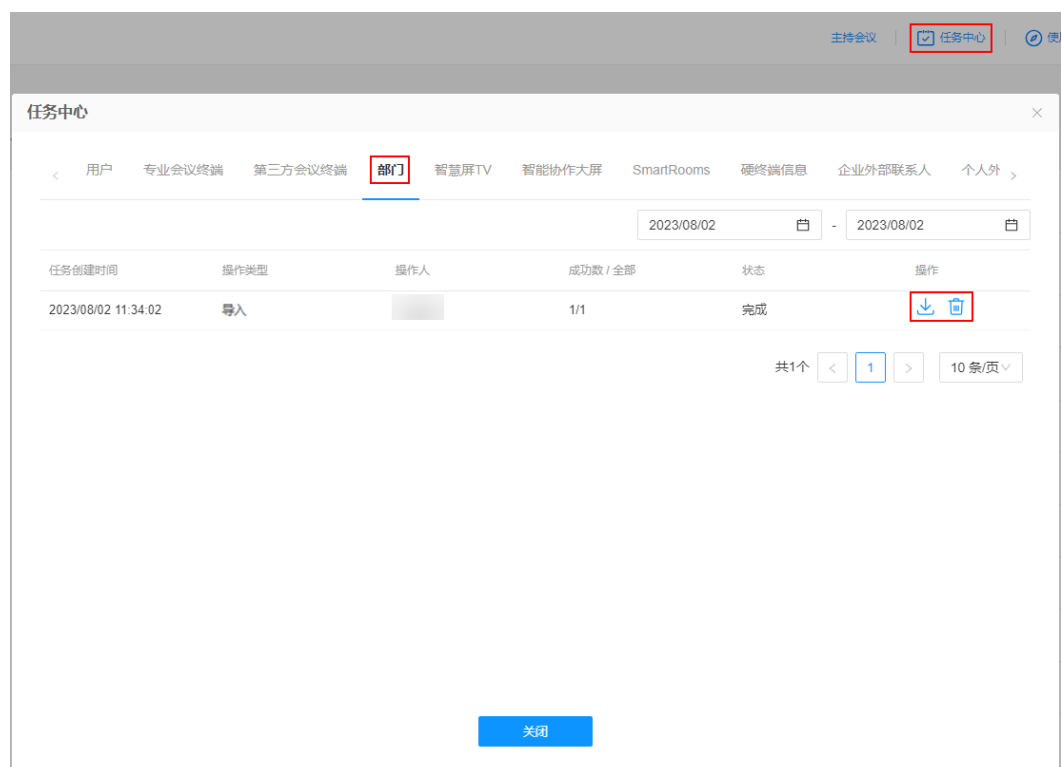 主持会议 任务中心 使
任务中心
用户 专业会议终端 第三方会议终端 部门 智慧屏TV 智能协作大屏 SmartRooms 硬终端信息 企业外部联系人 个人外
2023/08/02 - 2023/08/02
任务创建时间 操作类型 操作人 成功数 / 全部 状态 操作
2023/08/02 11:34:02 导入 1/1 完成
共1个 < 1 > 10 条/页
关闭